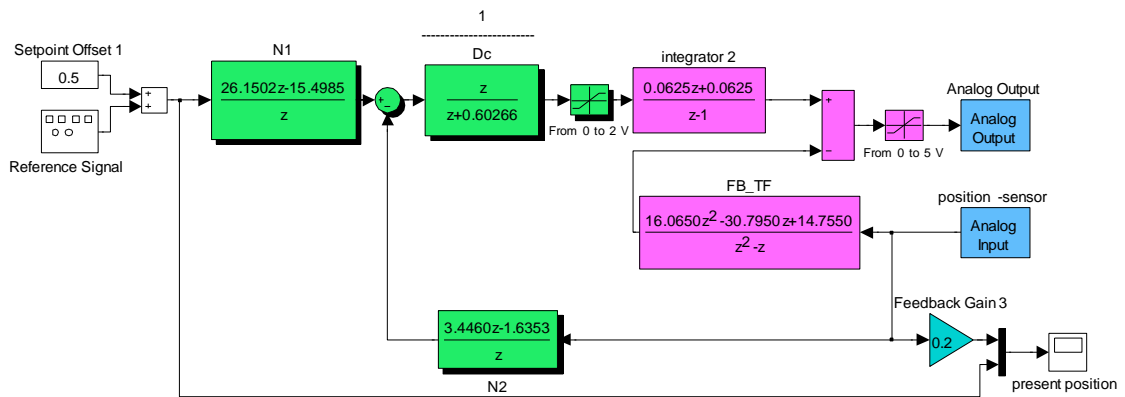 1
------------------------
Dc
Setpoint Offset 1
0.5
+
+
Reference Signal
N1
26.1502z-15.4985
z
+
-
z
z+0.60266
From 0 to 2 V
integrator 2
0.0625z+0.0625
z-1
+
-
From 0 to 5 V
Analog Output
Analog
Output
FB_TF
16.0650z²-30.7950z+14.7550
z²-z
position -sensor
Analog
Input
3.4460z-1.6353
z
N2
Feedback Gain 3
0.2
present position